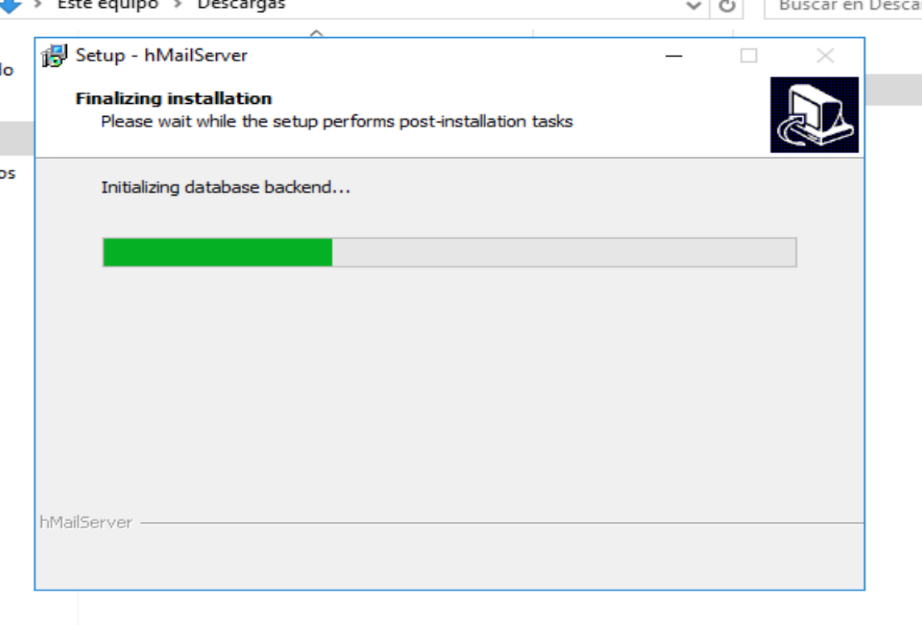 Este equipo > Descargas
Buscar en Desca
Setup - hMailServer
lo
Finalizing installation
Please wait while the setup performs post-installation tasks
os
Initializing database backend...
hMailServer